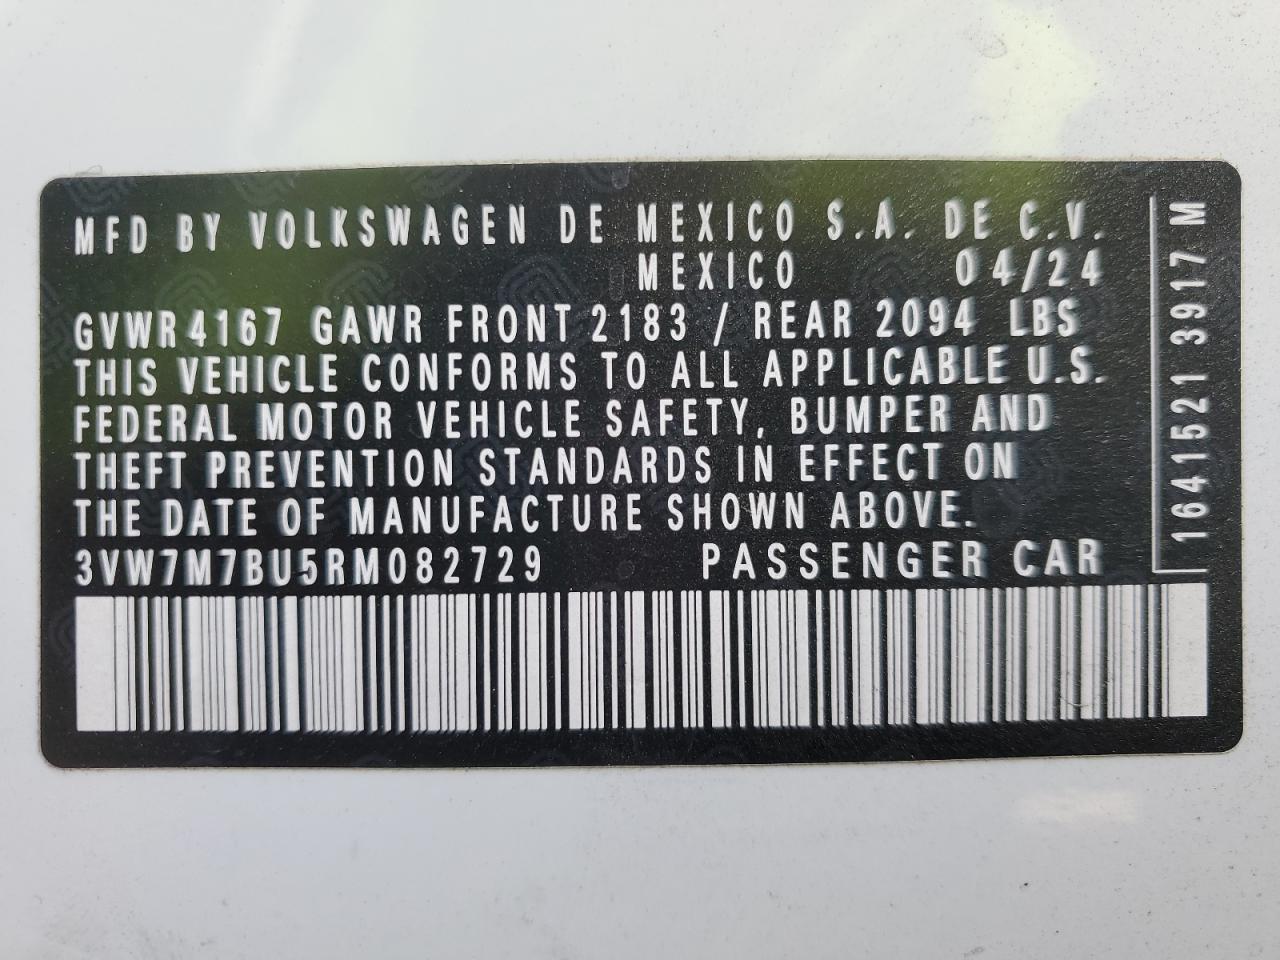 MFD BY VOLKSWAGEN DE MEXICO S.A. DE C.V.
MEXICO 04/24
GVWR 4167 GAWR FRONT 2183 / REAR 2094 LBS
THIS VEHICLE CONFORMS TO ALL APPLICABLE U.S.
FEDERAL MOTOR VEHICLE SAFETY, BUMPER AND
THEFT PREVENTION STANDARDS IN EFFECT ON
THE DATE OF MANUFACTURE SHOWN ABOVE.
3VW7M7BU5RM082729 PASSENGER CAR
1641521 3917 M